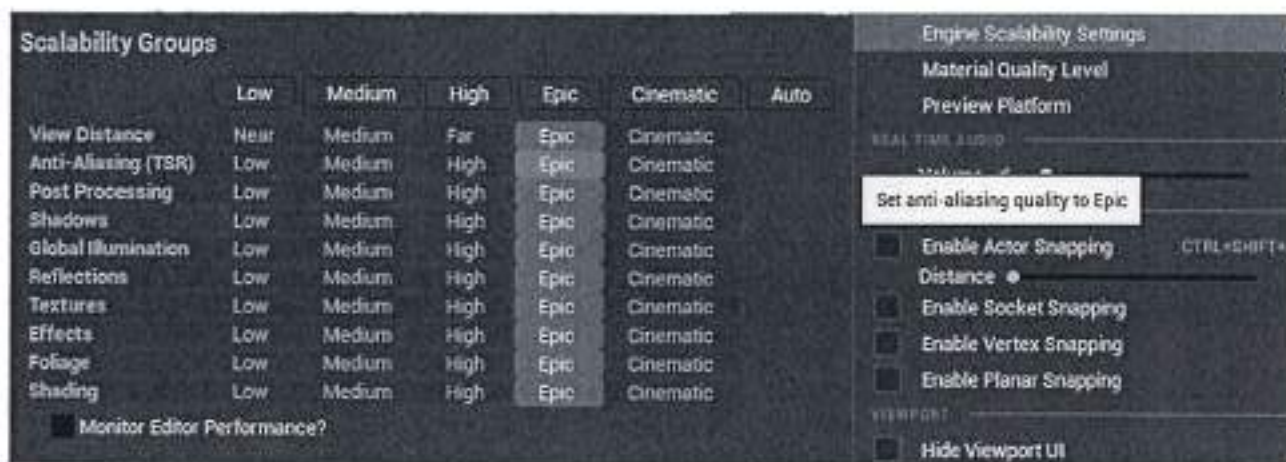 Scalability Groups
Low Medium High Epic Cinematic Auto
View Distance Near Medium Far Epic Cinematic
Anti-Aliasing (TSR) Low Medium High Epic Cinematic
Post Processing Low Medium High Epic Cinematic
Shadows Low Medium High Epic Cinematic
Global Illumination Low Medium High Epic Cinematic
Reflections Low Medium High Epic Cinematic
Textures Low Medium High Epic Cinematic
Effects Low Medium High Epic Cinematic
Foliage Low Medium High Epic Cinematic
Shading Low Medium High Epic Cinematic
Monitor Editor Performance?
Engine Scalability Settings
Material Quality Level
Preview Platform
REAL TIME AUDIO
Volume
Set anti-aliasing quality to Epic
Enable Actor Snapping CTRL+SHIFT+
Distance
Enable Socket Snapping
Enable Vertex Snapping
Enable Planar Snapping
VIEWPORT
Hide Viewport UI